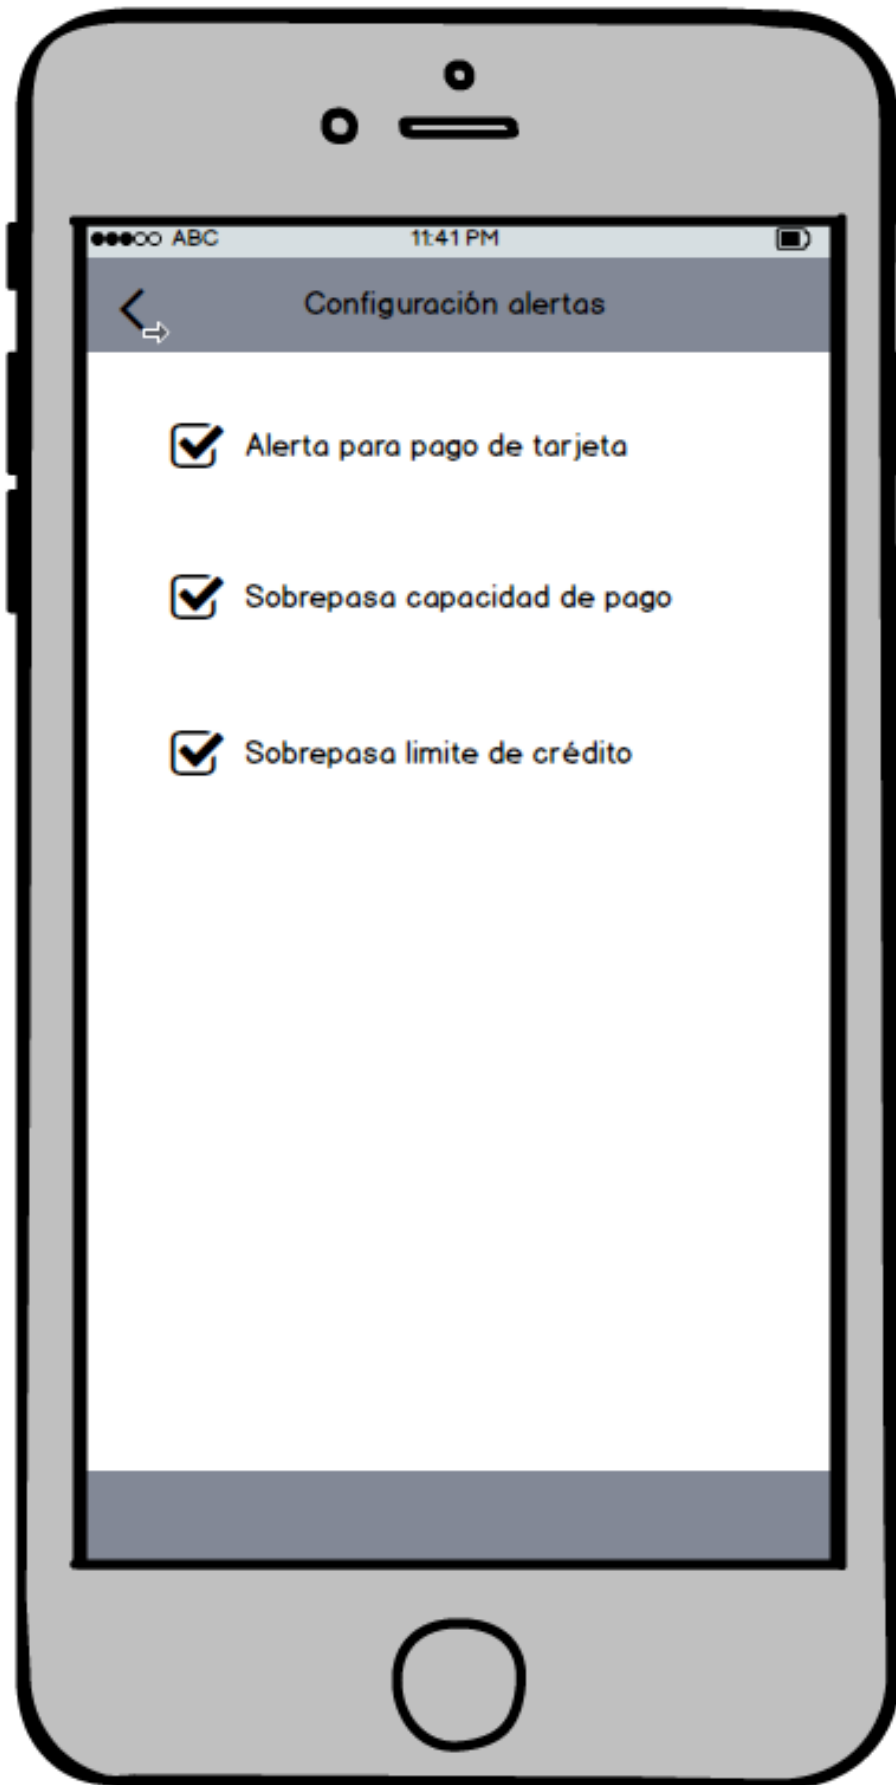 ABC 11:41 PM
Configuración alertas
Alerta para pago de tarjeta
Sobrepasa capacidad de pago
Sobrepasa limite de crédito